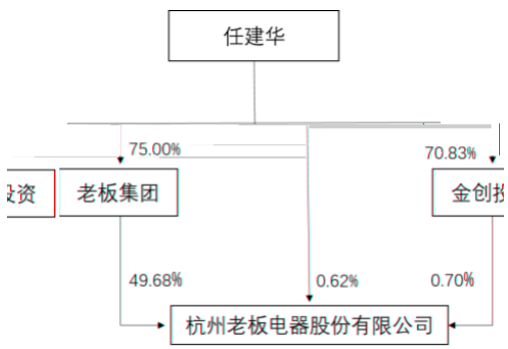 任建华
75.00%
70.83%
投资
老板集团
金创投
49.68%
0.62%
0.70%
杭州老板电器股份有限公司